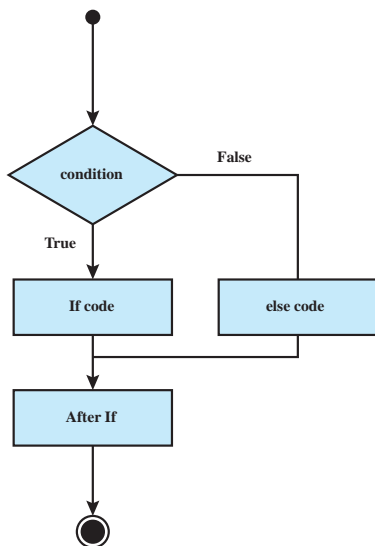 condition
False
True
If code
else code
After If